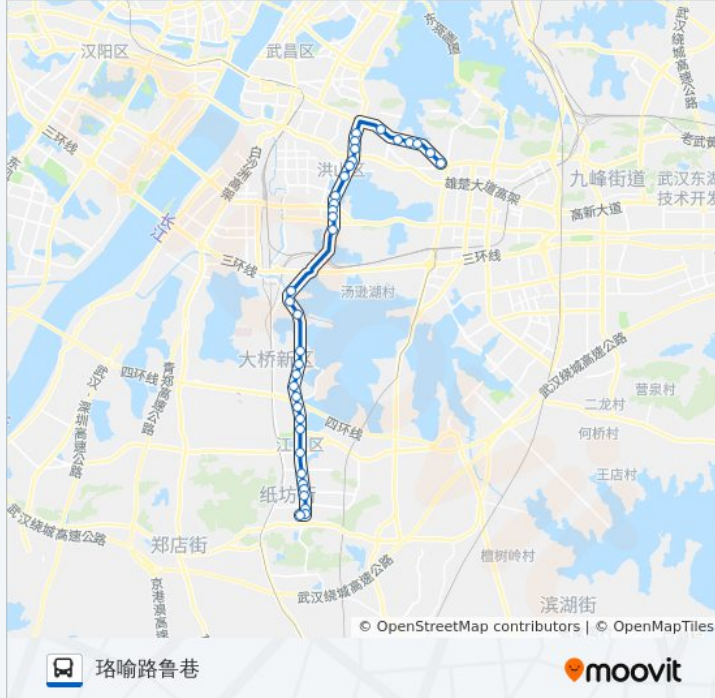 汉阳区
武昌区
东湖隧道
武汉绕城高速公路
三环线
老武黄
白沙洲高架
洪山区
九峰街道
武汉东湖
技术开发
雄楚大道高架
高新大道
长江
三环线
三环线
汤逊湖村
大桥新区
武汉绕城高速公路
四环线
青郑高速公路
武汉-深圳高速公路
营泉村
二龙村
何桥村
四环线
江夏区
王店村
纸坊街
武汉绕城高速公路
郑店街
檀树岭村
武汉绕城高速公路
京港澳高速
滨湖街
© OpenStreetMap contributors | © OpenMapTiles
珞喻路鲁巷
moovit